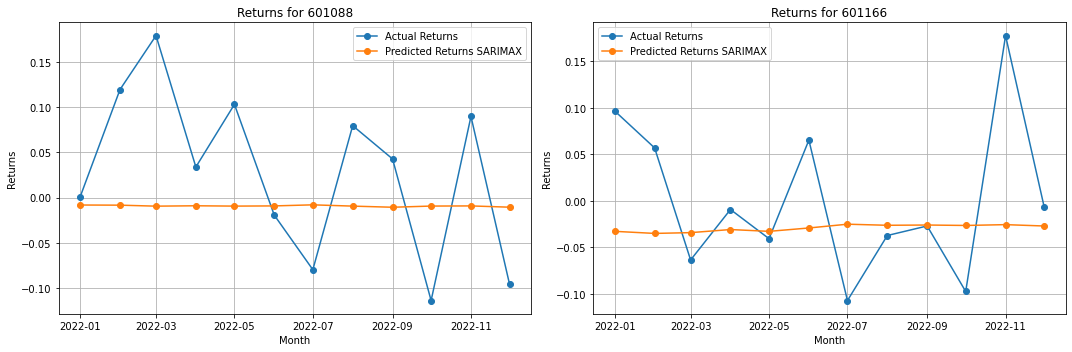 Returns for 601088
Actual Returns
Predicted Returns SARIMAX
0.15
0.10
0.05
0.00
−0.05
−0.10
Returns
2022-01 2022-03 2022-05 2022-07 2022-09 2022-11
Month
Returns for 601166
Actual Returns
Predicted Returns SARIMAX
0.15
0.10
0.05
0.00
−0.05
−0.10
Returns
2022-01 2022-03 2022-05 2022-07 2022-09 2022-11
Month